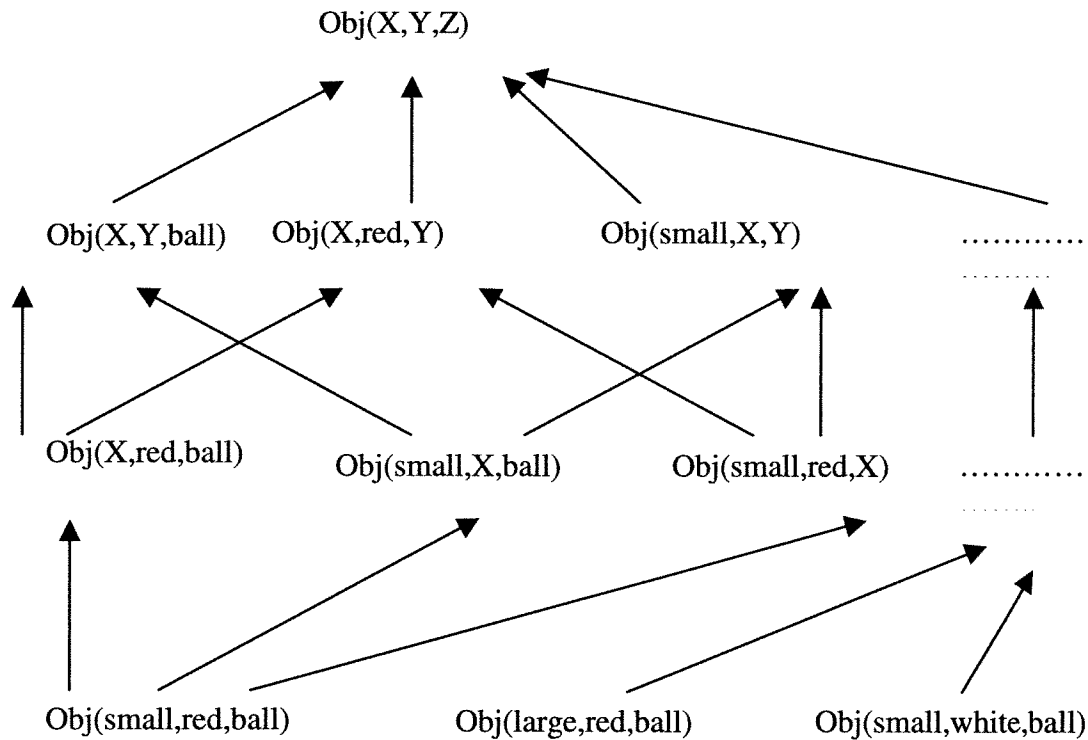 Obj(X,Y,Z)
Obj(X,Y,ball) Obj(X,red,Y) Obj(small,X,Y) ............
............
Obj(X,red,ball) Obj(small,X,ball) Obj(small,red,X) ............
............
Obj(small,red,ball) Obj(large,red,ball) Obj(small,white,ball)